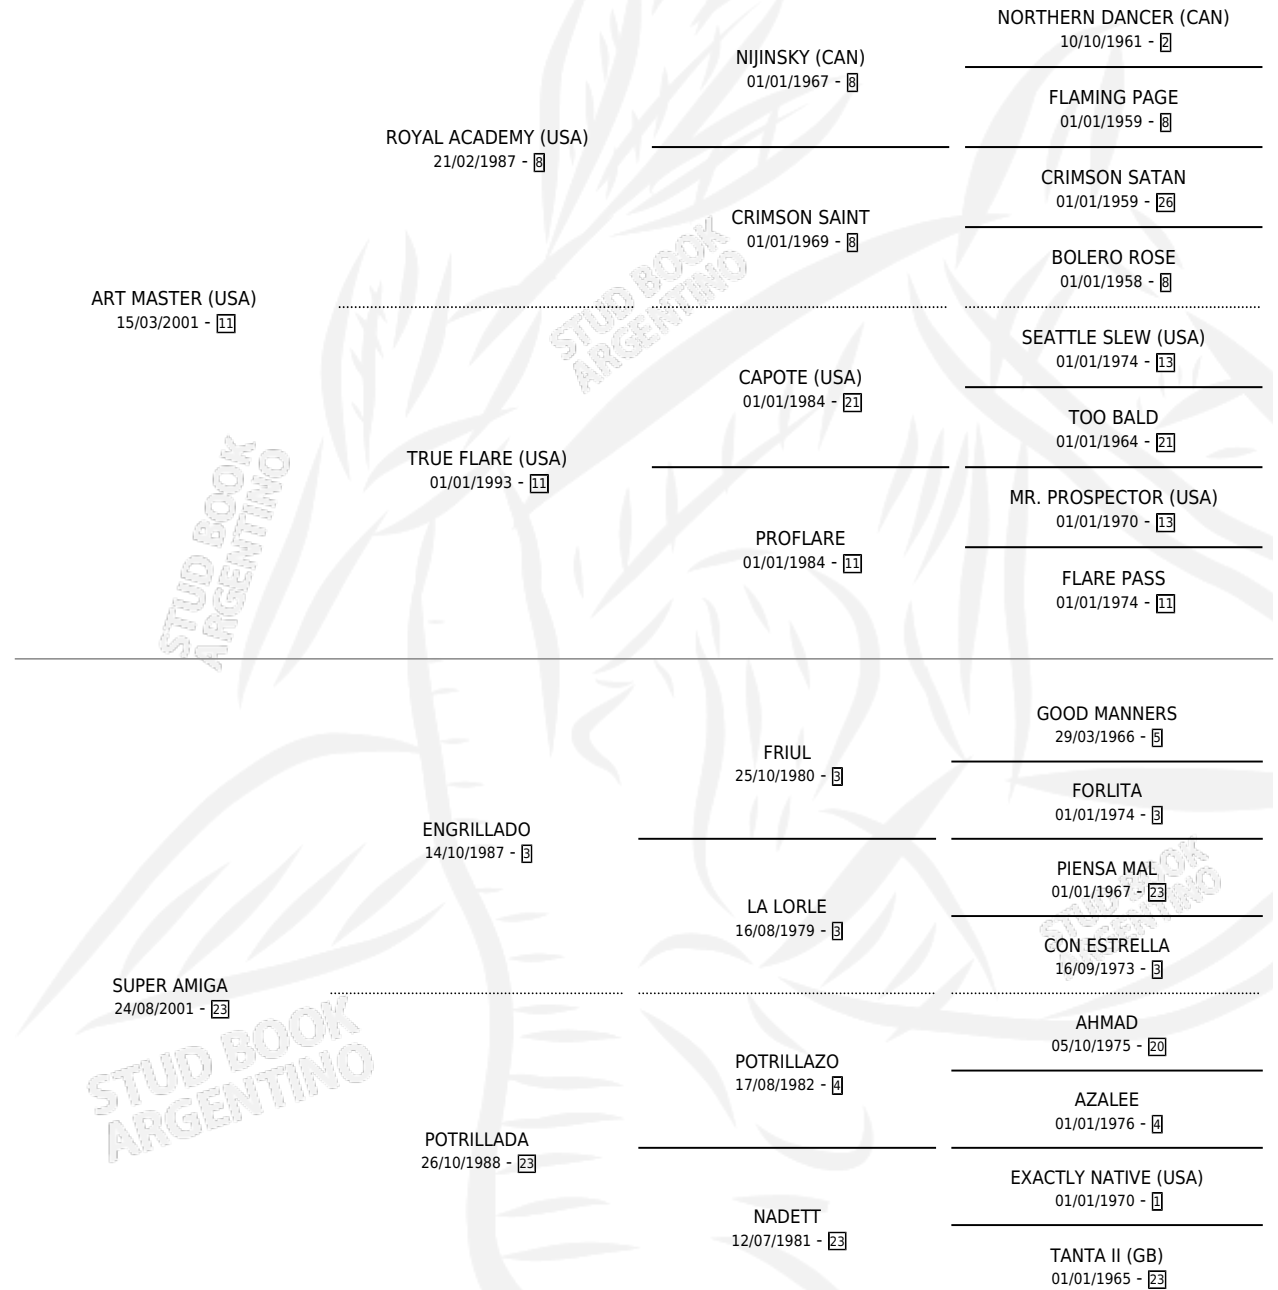 NORTHERN DANCER (CAN)
10/10/1961 - 2
NIJINSKY (CAN)
01/01/1967 - 8
FLAMING PAGE
01/01/1959 - 8
ROYAL ACADEMY (USA)
21/02/1987 - 8
CRIMSON SATAN
01/01/1959 - 26
CRIMSON SAINT
01/01/1969 - 8
BOLERO ROSE
01/01/1958 - 8
ART MASTER (USA)
15/03/2001 - 11
STUD BOOK
ARGENTINO
SEATTLE SLEW (USA)
01/01/1974 - 13
CAPOTE (USA)
01/01/1984 - 21
TOO BALD
01/01/1964 - 21
TRUE FLARE (USA)
01/01/1993 - 11
MR. PROSPECTOR (USA)
01/01/1970 - 13
PROFLARE
01/01/1984 - 11
FLARE PASS
01/01/1974 - 11
STUD BOOK
ARGENTINO
GOOD MANNERS
29/03/1966 - 5
FRIUL
25/10/1980 - 3
FORLITA
01/01/1974 - 3
ENGRILLADO
14/10/1987 - 3
PIENSA MAL
01/01/1967 - 23
LA LORLE
16/08/1979 - 3
CON ESTRELLA
16/09/1973 - 3
STUD BOOK
ARGENTINO
SUPER AMIGA
24/08/2001 - 23
AHMAD
05/10/1975 - 20
POTRILLAZO
17/08/1982 - 4
AZALEE
01/01/1976 - 4
STUD BOOK
ARGENTINO
POTRILLADA
26/10/1988 - 23
EXACTLY NATIVE (USA)
01/01/1970 - 1
NADETT
12/07/1981 - 23
TANTA II (GB)
01/01/1965 - 23